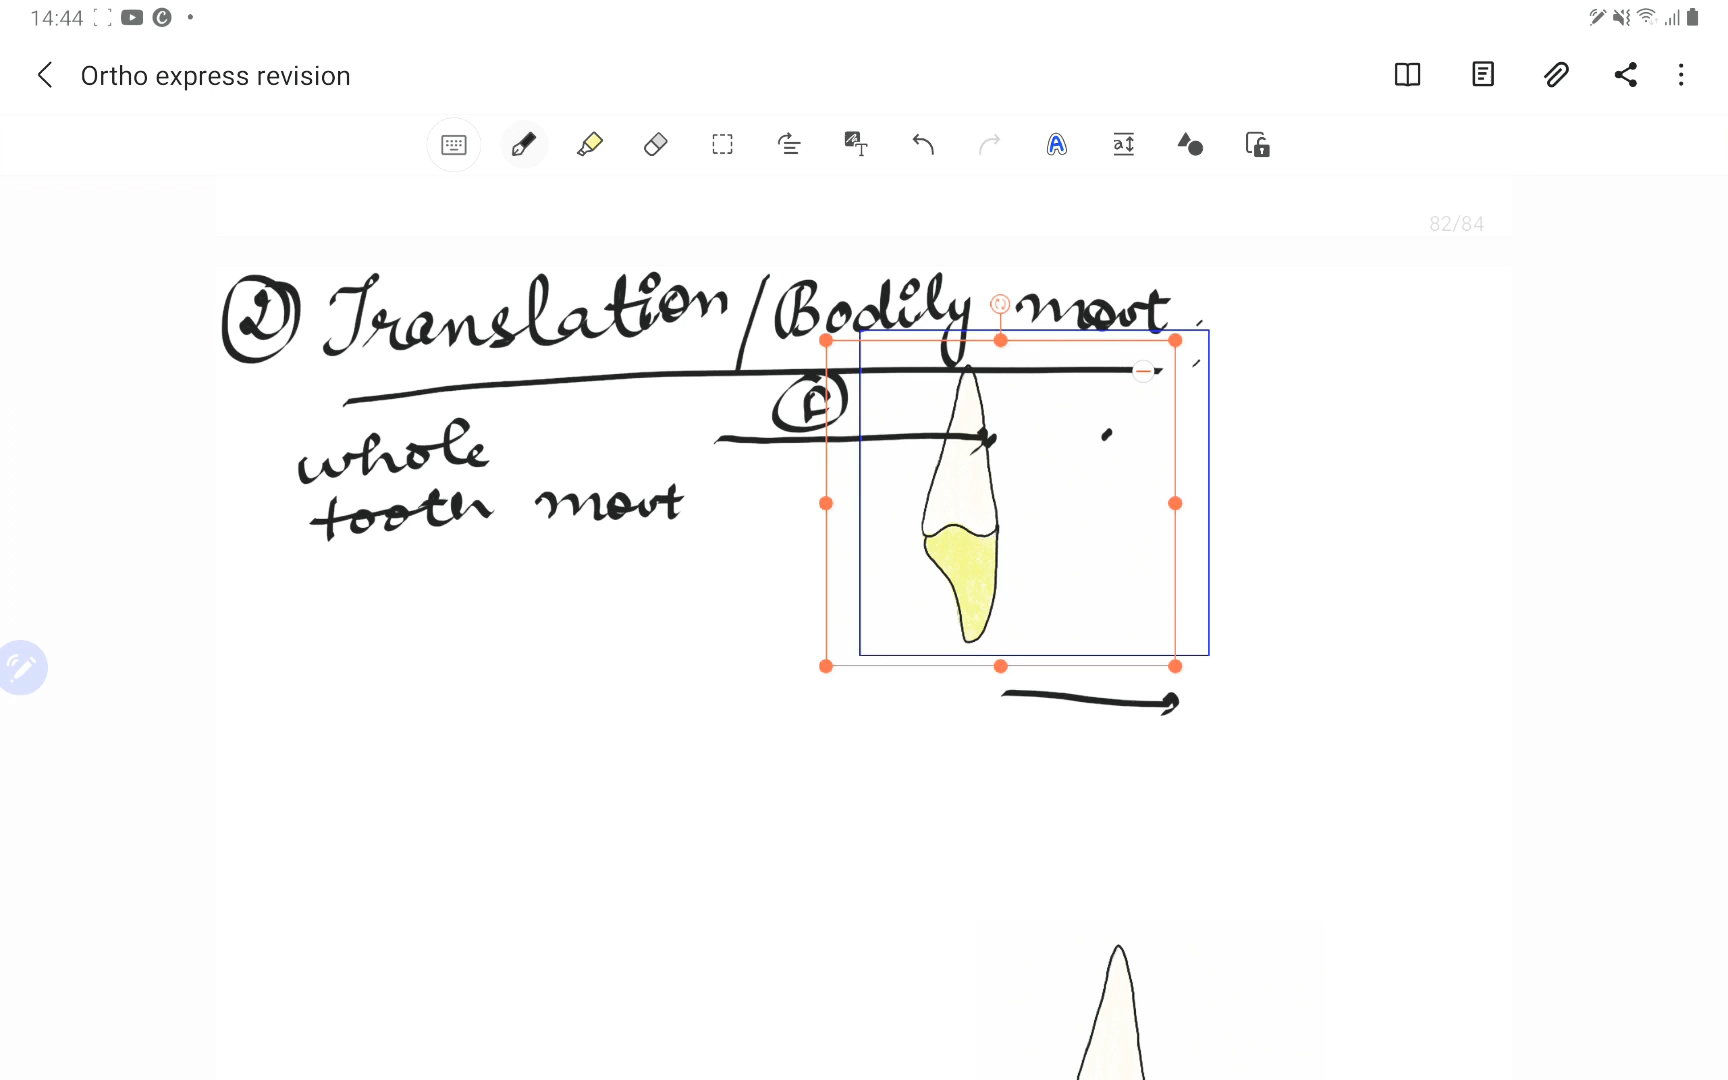 14:44
Ortho express revision
82/84
② Translation/Bodily movt
F
whole
tooth movt